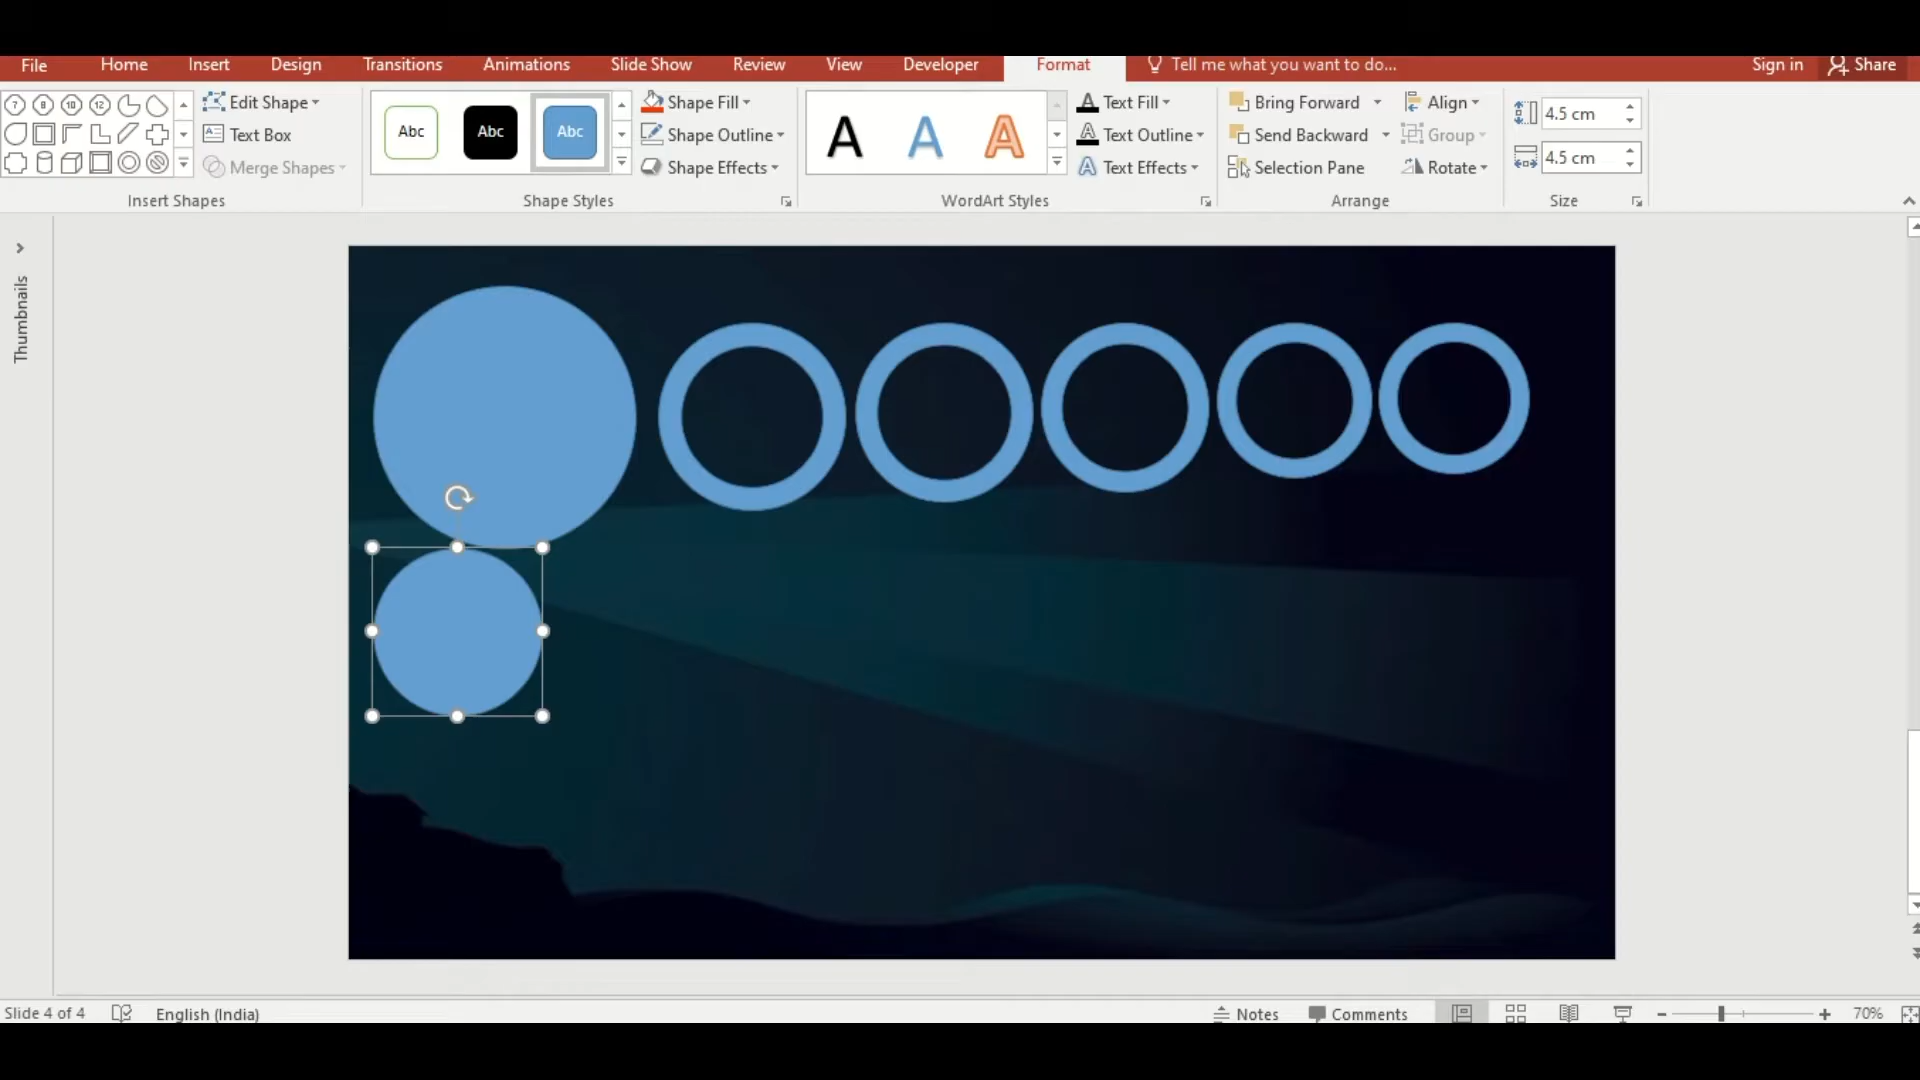 File Home Insert Design Transitions Animations Slide Show Review View Developer Format Tell me what you want to do... Sign in Share
7 8 10 12 Edit Shape Abc Abc Abc Shape Fill A A A Text Fill Bring Forward Align 4.5 cm
Text Box Shape Outline Text Outline Send Backward Group
Merge Shapes Shape Effects Text Effects Selection Pane Rotate 4.5 cm
Insert Shapes Shape Styles WordArt Styles Arrange Size
Thumbnails
Slide 4 of 4 English (India) Notes Comments 70%